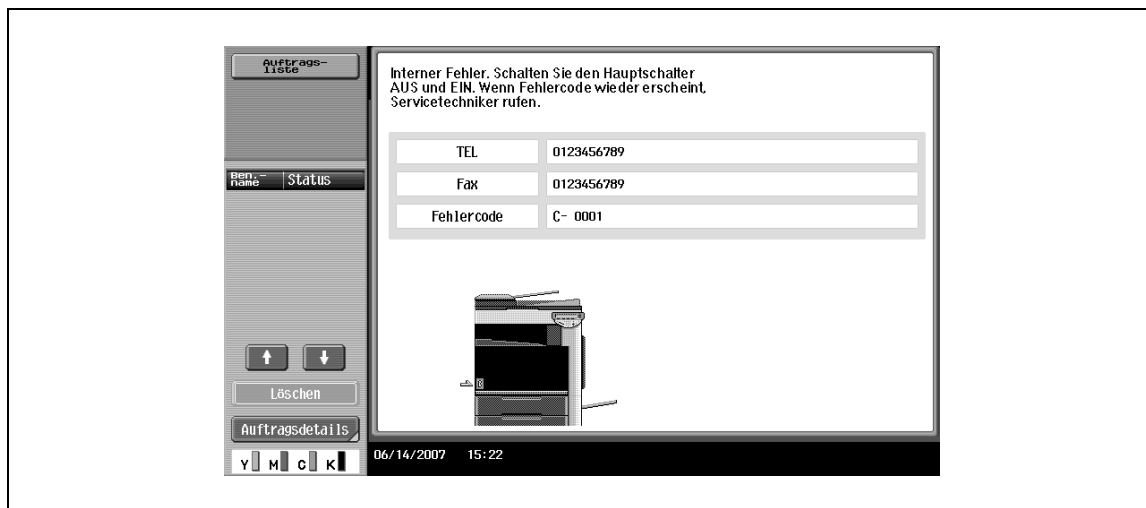 Auftrags-
liste
Interner Fehler. Schalten Sie den Hauptschalter
AUS und EIN. Wenn Fehlercode wieder erscheint,
Servicetechniker rufen.
TEL 0123456789
Ben.-
name Status
Fax 0123456789
Fehlercode C- 0001
Löschen
Auftragsdetails
Y M C K
06/14/2007 15:22